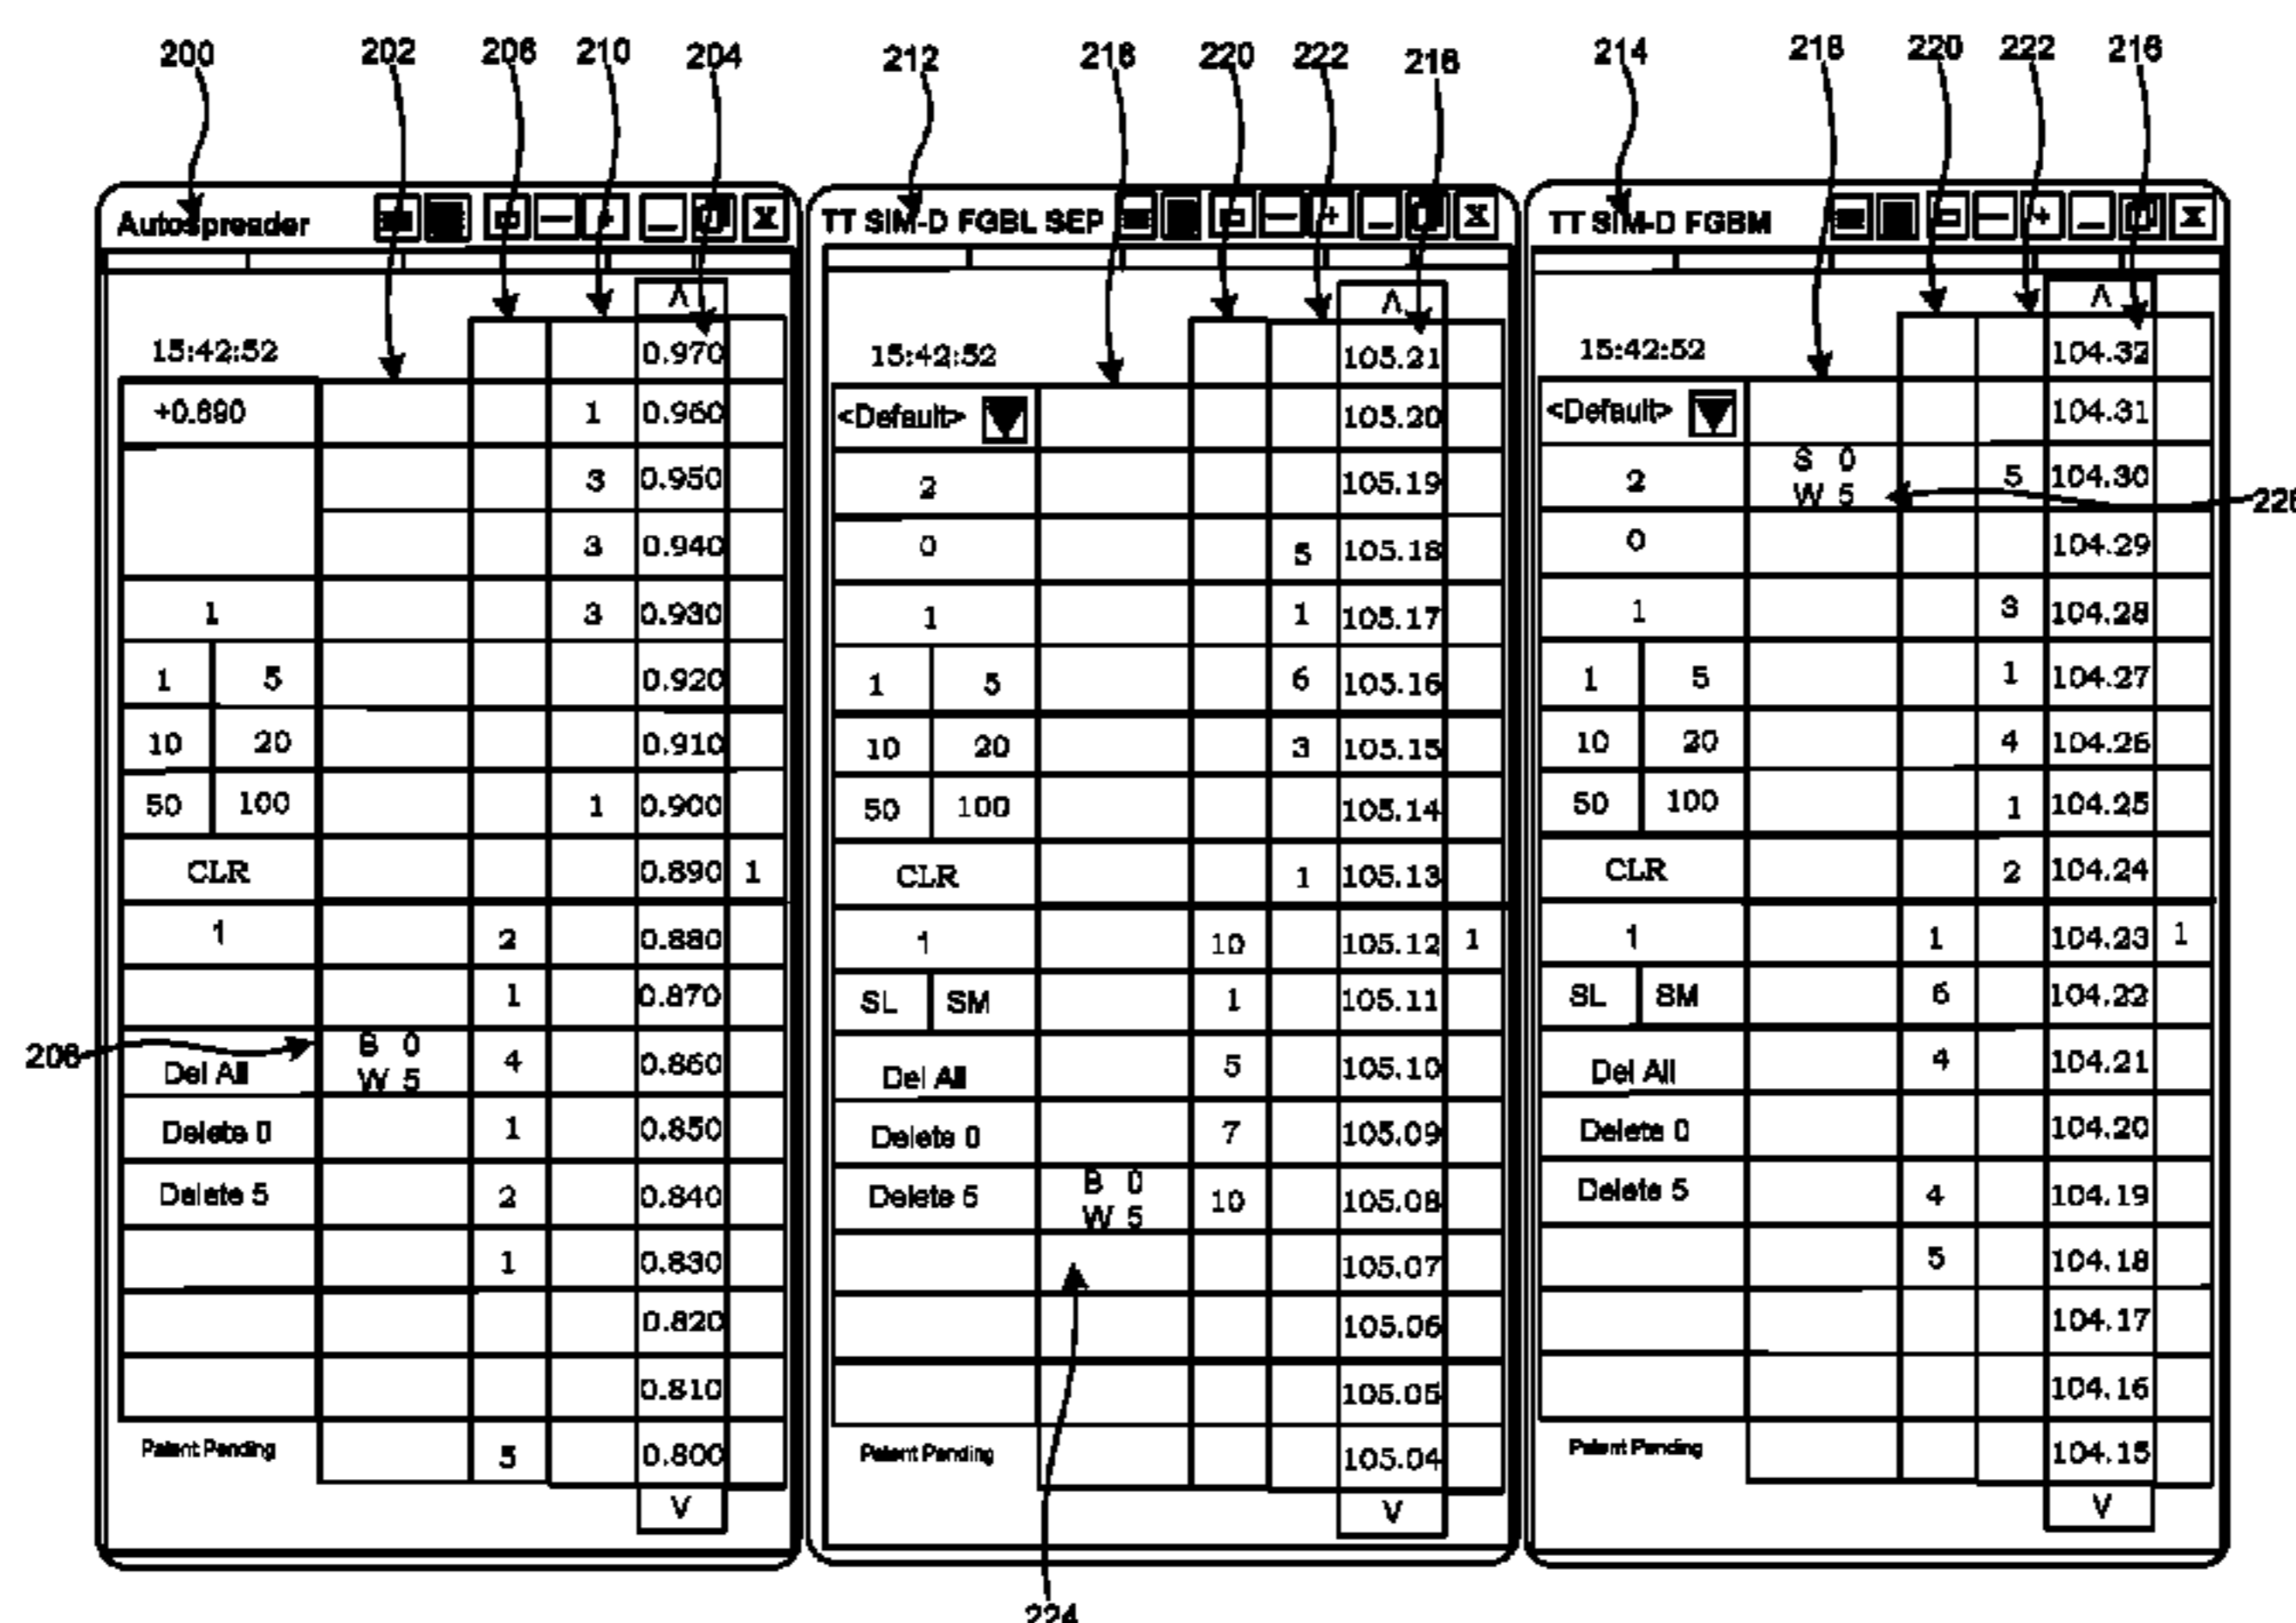 200 202 206 210 204 212 218 220 222 216 214 218 220 222 216
Autospreader
15:42:52 0.970
+0.890 1 0.960
3 0.950
3 0.940
1 3 0.930
1 5 0.920
10 20 0.910
50 100 1 0.900
CLR 0.890 1
1 2 0.880
1 0.870
208
Del All B 0 W 5 4 0.860
Delete 0 1 0.850
Delete 5 2 0.840
1 0.830
0.820
0.810
Patent Pending 5 0.800
V
TT SIM-D FGBL SEP
15:42:52 105.21
<Default> 105.20
2 105.19
0 5 105.18
1 1 105.17
1 5 6 105.16
10 20 3 105.15
50 100 105.14
CLR 1 105.13
1 10 105.12 1
SL SM 1 105.11
Del All 5 105.10
Delete 0 7 105.09
Delete 5 B 0 W 5 10 105.08
105.07
105.06
105.05
Patent Pending 105.04
V
224
TT SIM-D FGBM
15:42:52 104.32
<Default> 104.31
2 S 0 W 5 5 104.30
226
0 104.29
1 3 104.28
1 5 1 104.27
10 20 4 104.26
50 100 1 104.25
CLR 2 104.24
1 1 104.23 1
SL SM 6 104.22
Del All 4 104.21
Delete 0 104.20
Delete 5 4 104.19
5 104.18
104.17
104.16
Patent Pending 104.15
V